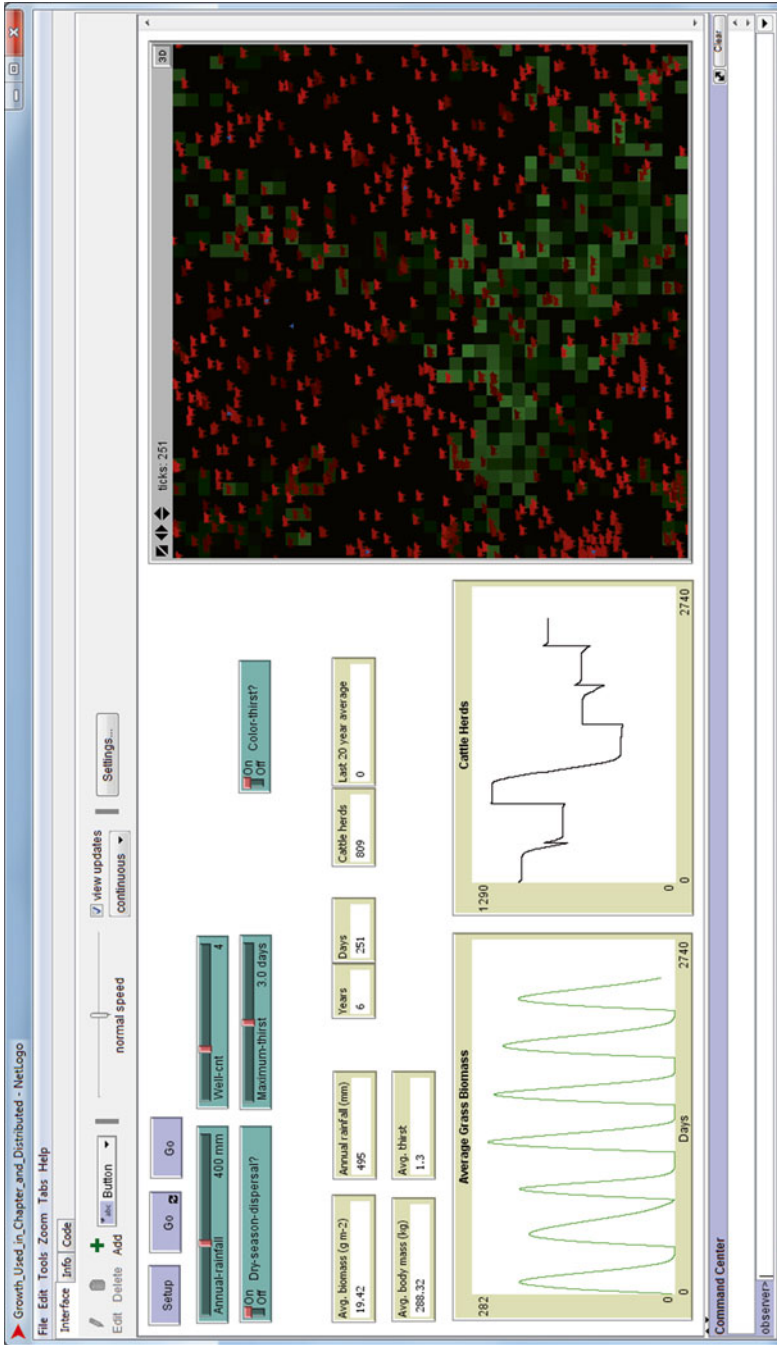 Growth_Used_in_Chapter_and_Distributed - NetLogo
File Edit Tools Zoom Tabs Help
Interface Info Code
Edit Delete Add
abc Button
normal speed
view updates
continuous
Settings...
Setup
Go
Go
Annual-rainfall 400 mm
Well-cnt 4
On
Off
Dry-season-dispersal?
Maximum-thirst 3.0 days
On
Off
Color-thirst?
Avg. biomass (g m-2)
19.42
Annual rainfall (mm)
495
Years
6
Days
251
Cattle herds
809
Last 20 year average
0
Avg. body mass (kg)
288.32
Avg. thirst
1.3
Average Grass Biomass
282
0
0
Days
2740
Cattle Herds
1290
0
0
2740
ticks: 251
3D
Command Center
Clear
observer>